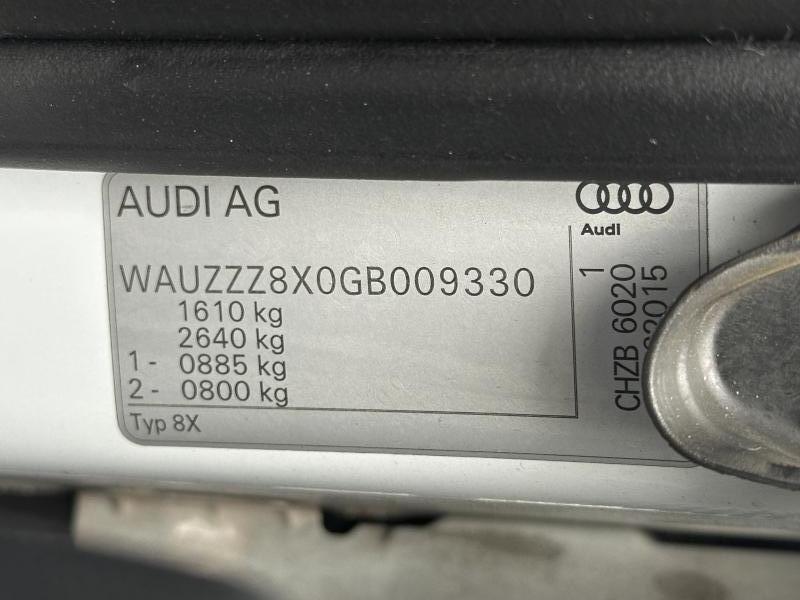 AUDI AG
Audi
WAUZZZ8X0GB009330
1610 kg
2640 kg
1 - 0885 kg
2 - 0800 kg
Typ 8X
1
CHZB 6020